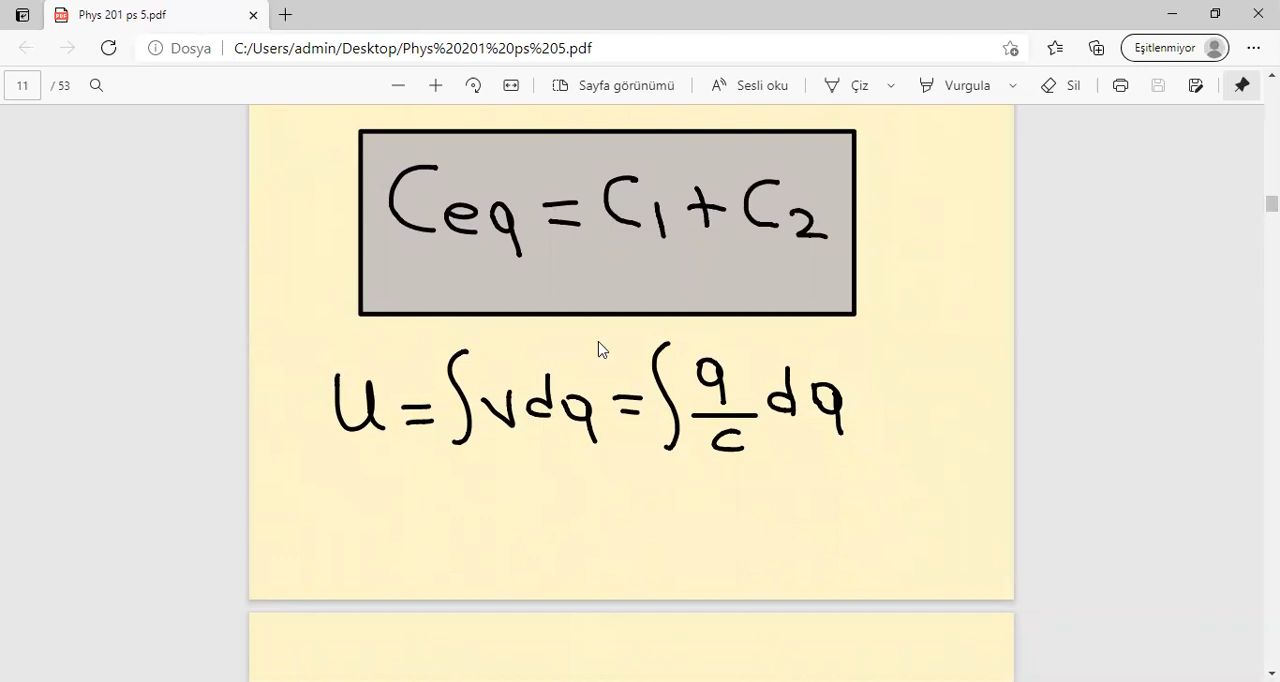 Phys 201 ps 5.pdf
Dosya C:/Users/admin/Desktop/Phys%20201%20ps%205.pdf Eşitlenmiyor
11 / 53 Sayfa görünümü A Sesli oku Çiz Vurgula Sil
Ceq = C1 + C2
U = ∫ v dq = ∫ q/c dq